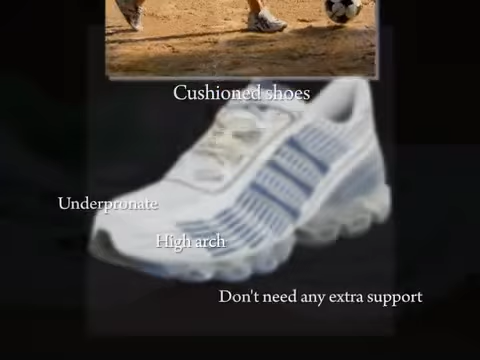 Cushioned shoes
Underpronate
High arch
Don't need any extra support